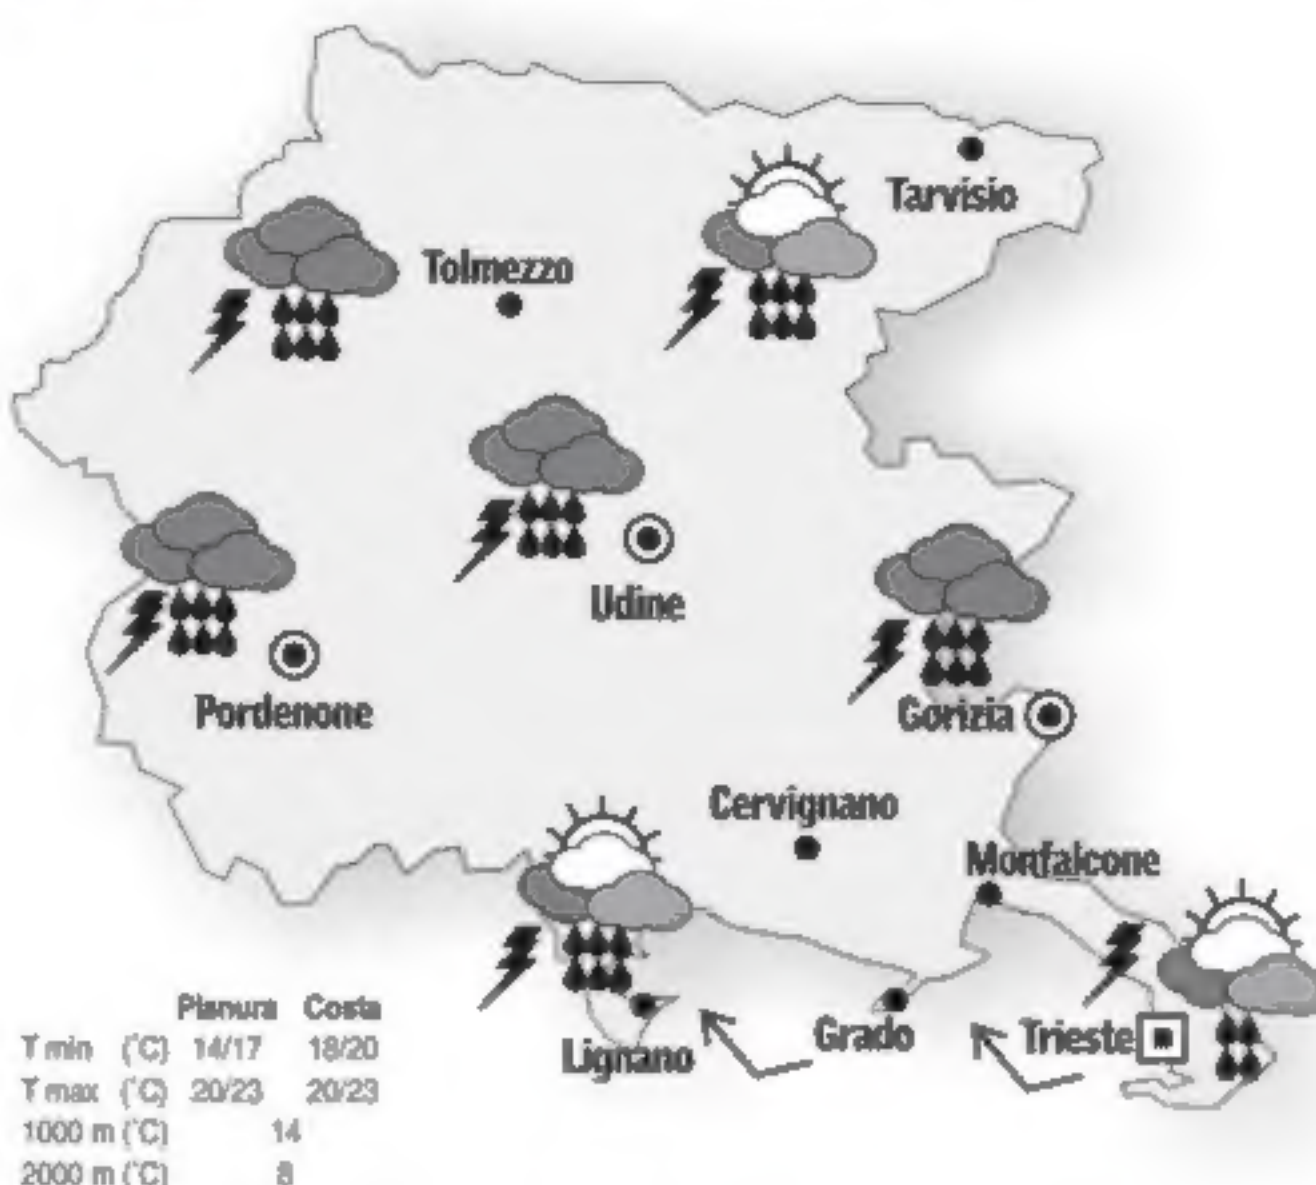 Tarvisio
Tolmezzo
Udine
Pordenone
Gorizia
Cervignano
Monfalcone
Lignano
Grado
Trieste
Pianura Costa
T min (°C) 14/17 18/20
T max (°C) 20/23 20/23
1000 m (°C) 14
2000 m (°C) 8